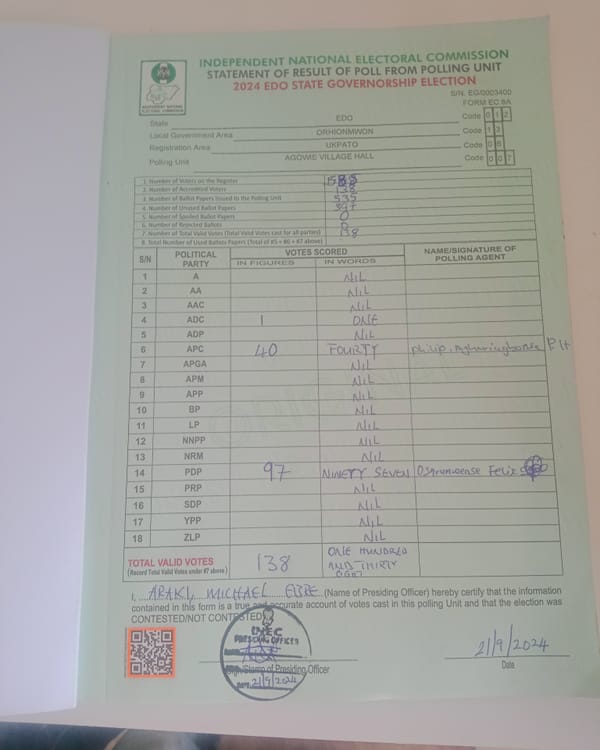 INDEPENDENT NATIONAL ELECTORAL COMMISSION
STATEMENT OF RESULT OF POLL FROM POLLING UNIT
2024 EDO STATE GOVERNORSHIP ELECTION
S/N. EG/0003400
FORM EC 8A
INDEPENDENT NATIONAL ELECTORAL COMMISSION
State EDO Code 0 1 2
Local Government Area ORHIONMWON Code 1 3
Registration Area UKPATO Code 0 6
Polling Unit AGOWIE VILLAGE HALL Code 0 0 7
1. Number of Voters on the Register
2. Number of Accredited Voters 138
3. Number of Ballot Papers Issued to the Polling Unit 535
4. Number of Unused Ballot Papers 397
5. Number of Spoiled Ballot Papers 0
6. Number of Rejected Ballots
7. Number of Total Valid Votes (Total Valid Votes cast for all parties)
8. Total Number of Used Ballots Papers (Total of #5 + #6 + #7 above)
S/N POLITICAL PARTY VOTES SCORED NAME/SIGNATURE OF POLLING AGENT
IN FIGURES IN WORDS
1 A NIL
2 AA NIL
3 AAC NIL
4 ADC 1 ONE
5 ADP NIL
6 APC 40 FOURTY Philip
7 APGA NIL
8 APM NIL
9 APP NIL
10 BP NIL
11 LP NIL
12 NNPP NIL
13 NRM NIL
14 PDP 97 NINETY SEVEN Felix
15 PRP NIL
16 SDP NIL
17 YPP NIL
18 ZLP NIL
TOTAL VALID VOTES 138 ONE HUNDRED
(Record Total Valid Votes under #7 above) AND THIRTY
EIGHT
I, ARAKI, MICHAEL EBRE (Name of Presiding Officer) hereby certify that the information
contained in this form is a true and accurate account of votes cast in this polling Unit and that the election was
CONTESTED/NOT CONTESTED.
INEC
PRESIDING OFFICER
Sign/Stamp of Presiding Officer
DATE 21/9/2024
21/9/2024
Date